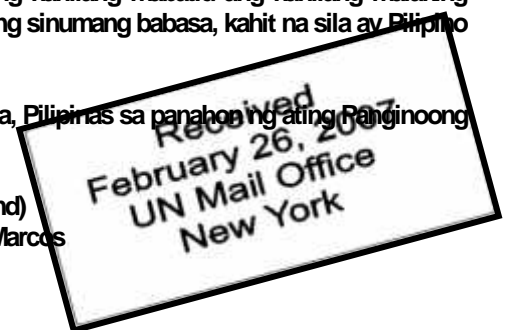 ng sinumang babasa, kahit na sila ay Pilipino
a, Pilipinas sa panahon ng ating Panginoong
Received
February 26, 2007
UN Mail Office
New York
nd)
Marcos